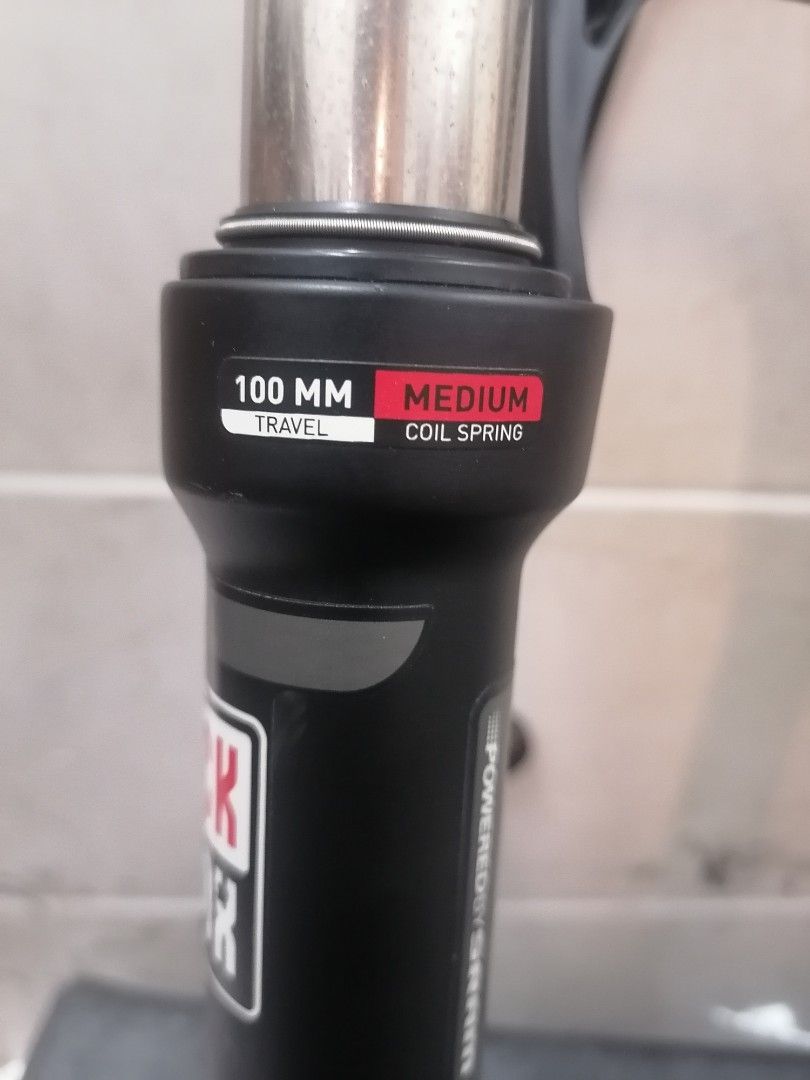 100 MM
TRAVEL
MEDIUM
COIL SPRING
POWERED BY SRAM